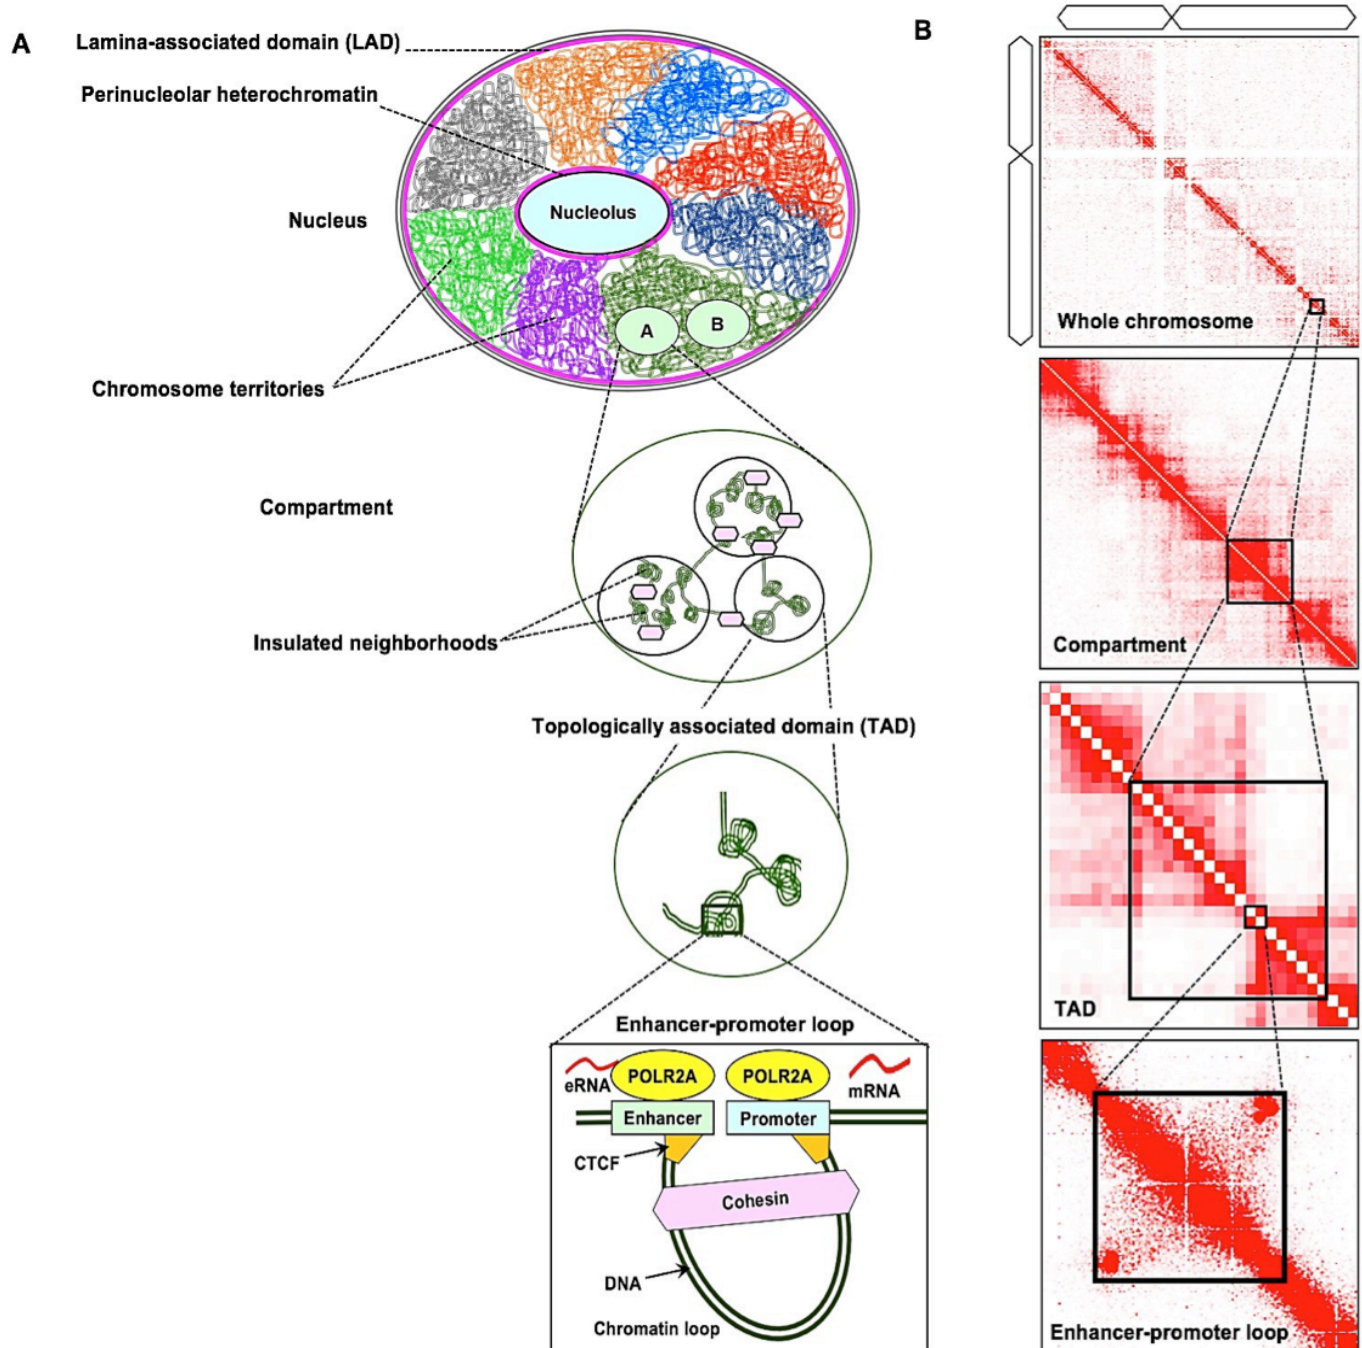 A
Lamina-associated domain (LAD)
Perinucleolar heterochromatin
Nucleus
Nucleolus
A
B
Chromosome territories
Compartment
Insulated neighborhoods
Topologically associated domain (TAD)
Enhancer-promoter loop
eRNA
POLR2A
POLR2A
mRNA
Enhancer
Promoter
CTCF
Cohesin
DNA
Chromatin loop
B
Whole chromosome
Compartment
TAD
Enhancer-promoter loop